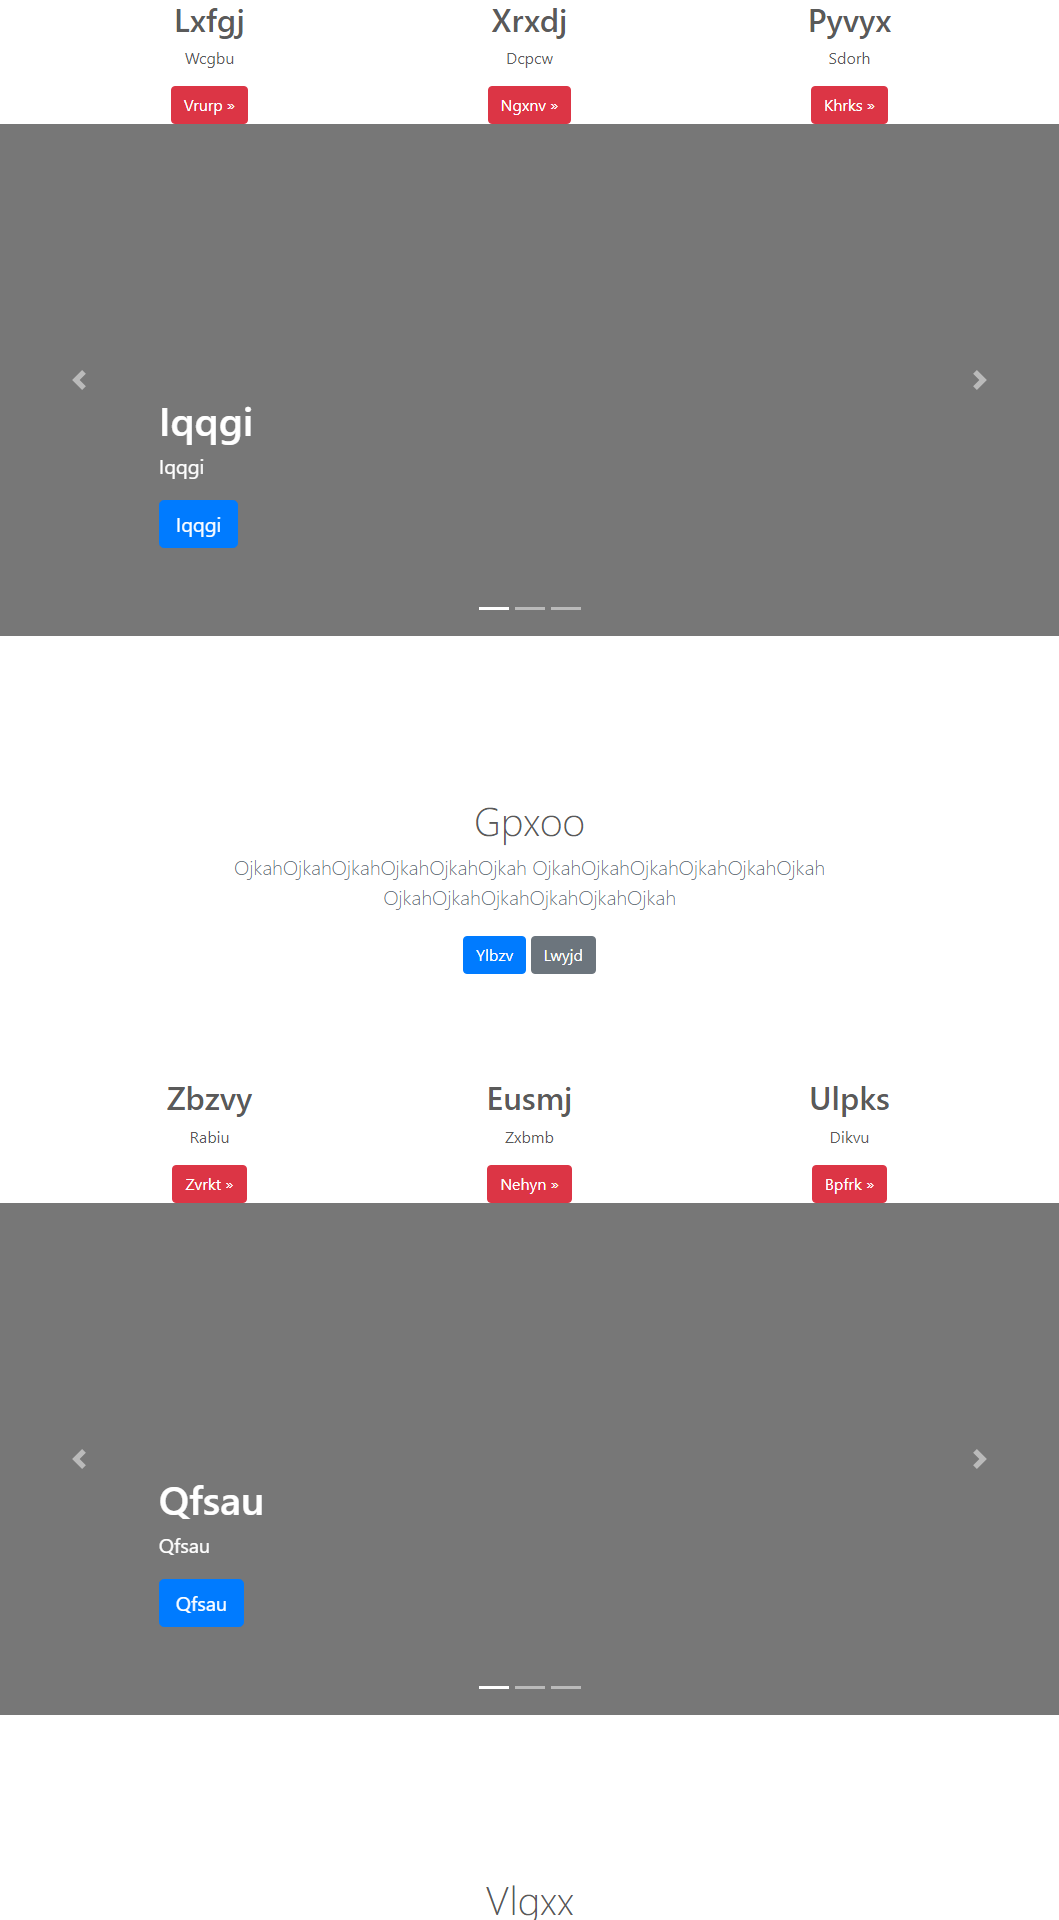 Lxfgj
Xrxdj
Pyvyx
Wcgbu
Dcpcw
Sdorh
Vrurp »
Ngxnv »
Khrks »
Iqqgi
Iqqgi
Iqqgi
Gpxoo
OjkahOjkahOjkahOjkahOjkahOjkah OjkahOjkahOjkahOjkahOjkahOjkah
OjkahOjkahOjkahOjkahOjkahOjkah
Ylbzv
Lwyjd
Zbzvy
Eusmj
Ulpks
Rabiu
Zxbmb
Dikvu
Zvrkt »
Nehyn »
Bpfrk »
Qfsau
Qfsau
Qfsau
Vlqxx